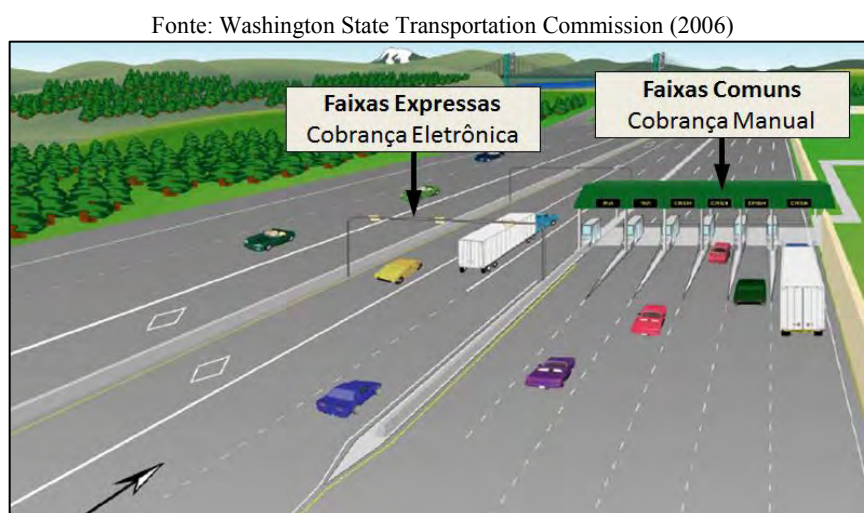 Fonte: Washington State Transportation Commission (2006)
Faixas Expressas
Cobrança Eletrônica
Faixas Comuns
Cobrança Manual